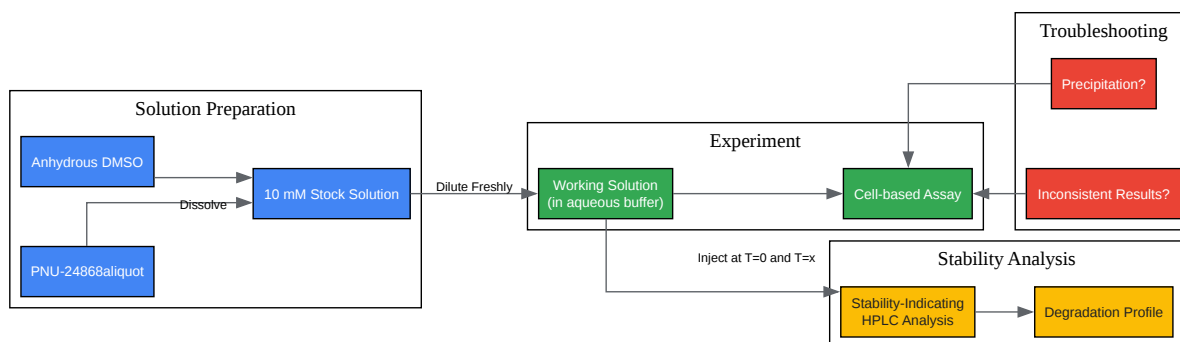 Solution Preparation
Anhydrous DMSO
Dissolve
PNU-24868aliquot
10 mM Stock Solution
Dilute Freshly
Experiment
Working Solution
(in aqueous buffer)
Cell-based Assay
Troubleshooting
Precipitation?
Inconsistent Results?
Inject at T=0 and T=x
Stability Analysis
Stability-Indicating
HPLC Analysis
Degradation Profile